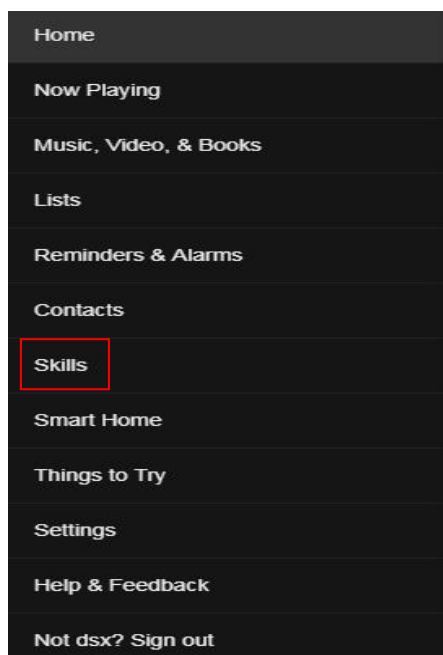 Home
Now Playing
Music, Video, & Books
Lists
Reminders & Alarms
Contacts
Skills
Smart Home
Things to Try
Settings
Help & Feedback
Not dsx? Sign out